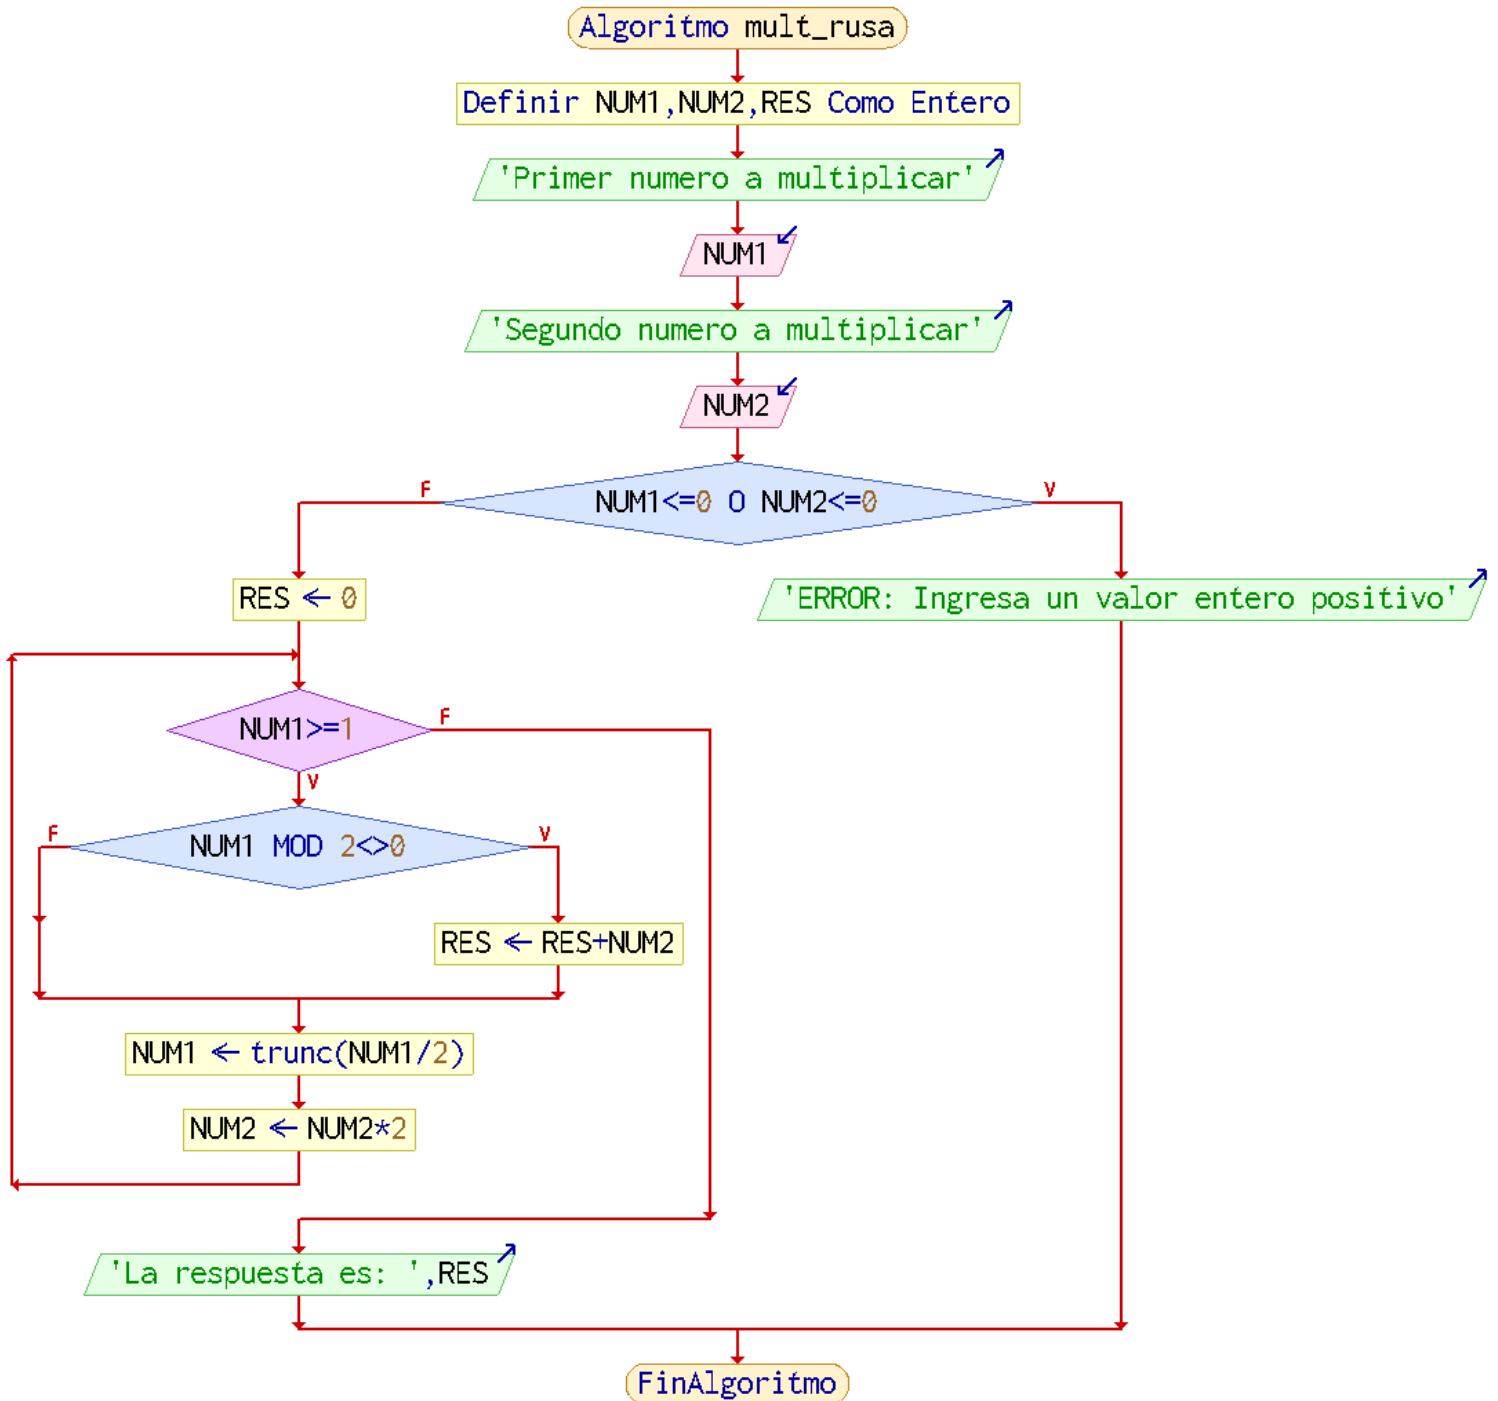 Algoritmo mult_rusa
Definir NUM1,NUM2,RES Como Entero
'Primer numero a multiplicar'
NUM1
'Segundo numero a multiplicar'
NUM2
F
NUM1<=0 O NUM2<=0
V
RES ← 0
'ERROR: Ingresa un valor entero positivo'
NUM1>=1
F
V
F
NUM1 MOD 2<>0
V
RES ← RES+NUM2
NUM1 ← trunc(NUM1/2)
NUM2 ← NUM2*2
'La respuesta es: ',RES
FinAlgoritmo